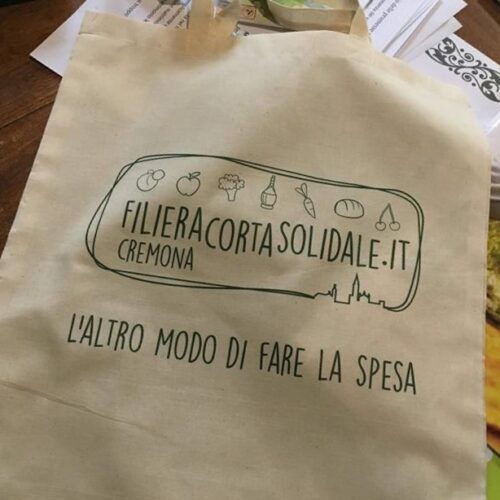 FILIERACORTASOLIDALE.IT
CREMONA
L'ALTRO MODO DI FARE LA SPESA